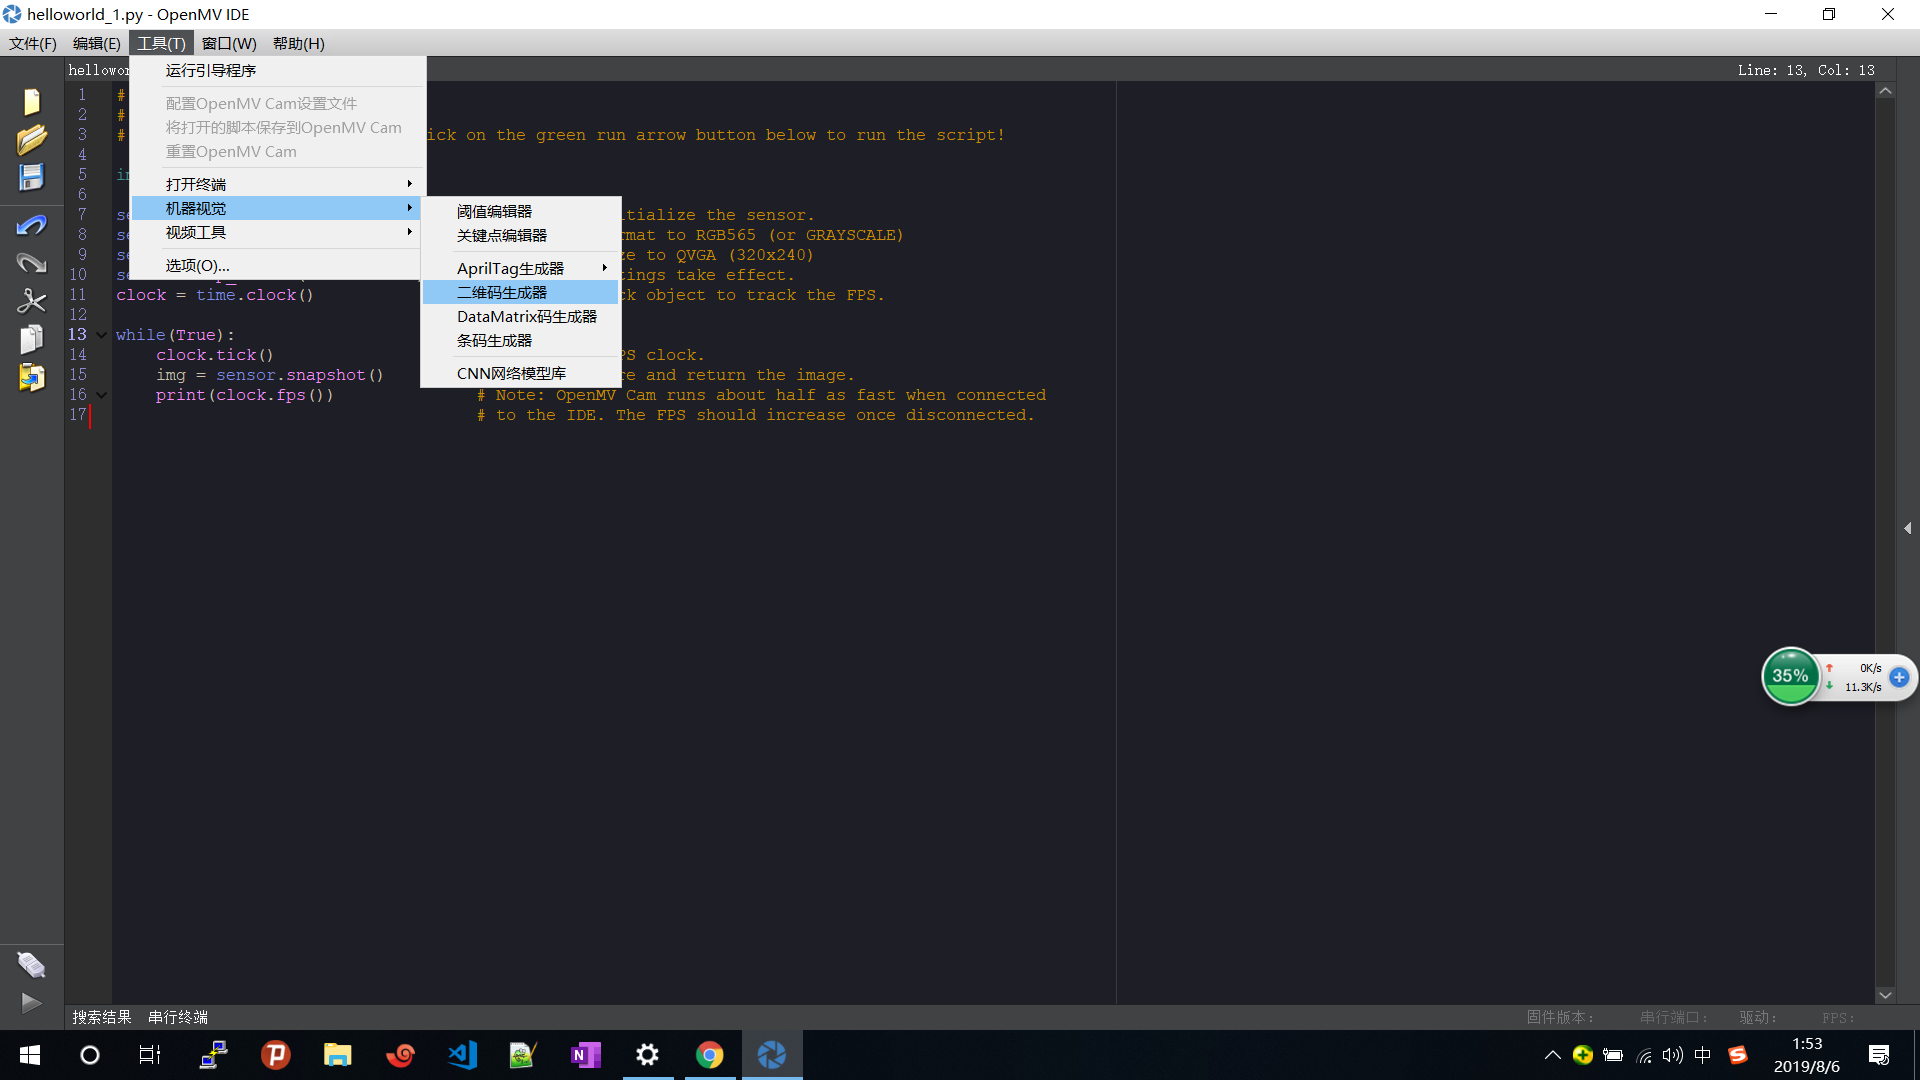 helloworld_1.py - OpenMV IDE
文件(F) 编辑(E) 工具(T) 窗口(W) 帮助(H)
Line: 13, Col: 13
运行引导程序
配置OpenMV Cam设置文件
将打开的脚本保存到OpenMV Cam
重置OpenMV Cam
打开终端
机器视觉
视频工具
选项(O)...
阈值编辑器
关键点编辑器
AprilTag生成器
二维码生成器
DataMatrix码生成器
条码生成器
CNN网络模型库
1 #
2 #
3 # ick on the green run arrow button below to run the script!
4
5
6
7 the sensor.
8 to RGB565 (or GRAYSCALE)
9 to QVGA (320x240)
10 take effect.
11 clock = time.clock() object to track the FPS.
12
13 while(True):
14 clock.tick() clock.
15 img = sensor.snapshot() and return the image.
16 print(clock.fps()) # Note: OpenMV Cam runs about half as fast when connected
17 # to the IDE. The FPS should increase once disconnected.
35%
0K/s
11.3K/s
搜索结果 串行终端
固件版本: 串行端口: 驱动: FPS:
中
1:53
2019/8/6